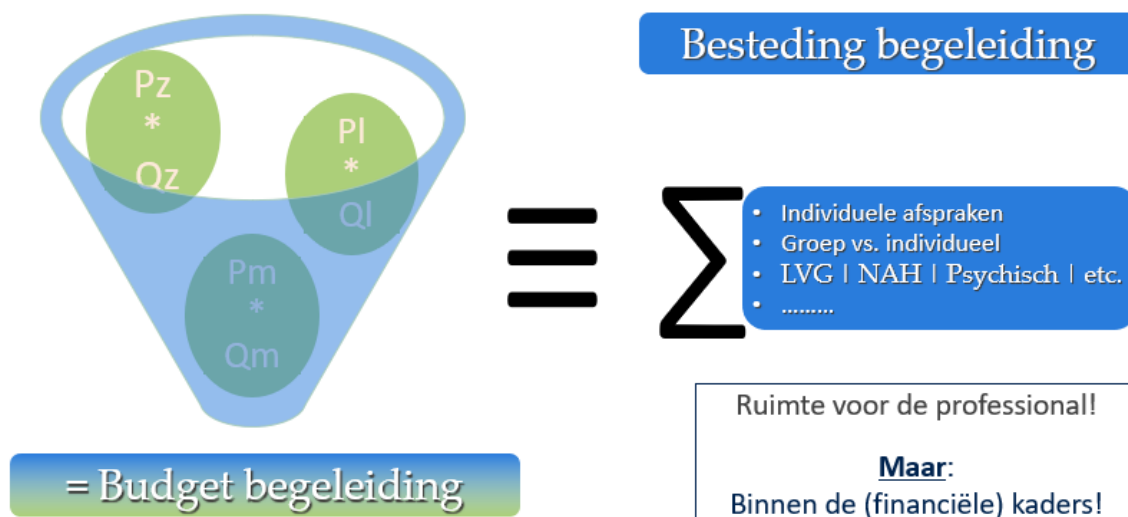 Pz
*
Qz
Pl
*
Ql
Pm
*
Qm
= Budget begeleiding
Besteding begeleiding
≡ ∑
• Individuele afspraken
• Groep vs. individueel
• LVG | NAH | Psychisch | etc.
• .........
Ruimte voor de professional!
Maar:
Binnen de (financiële) kaders!